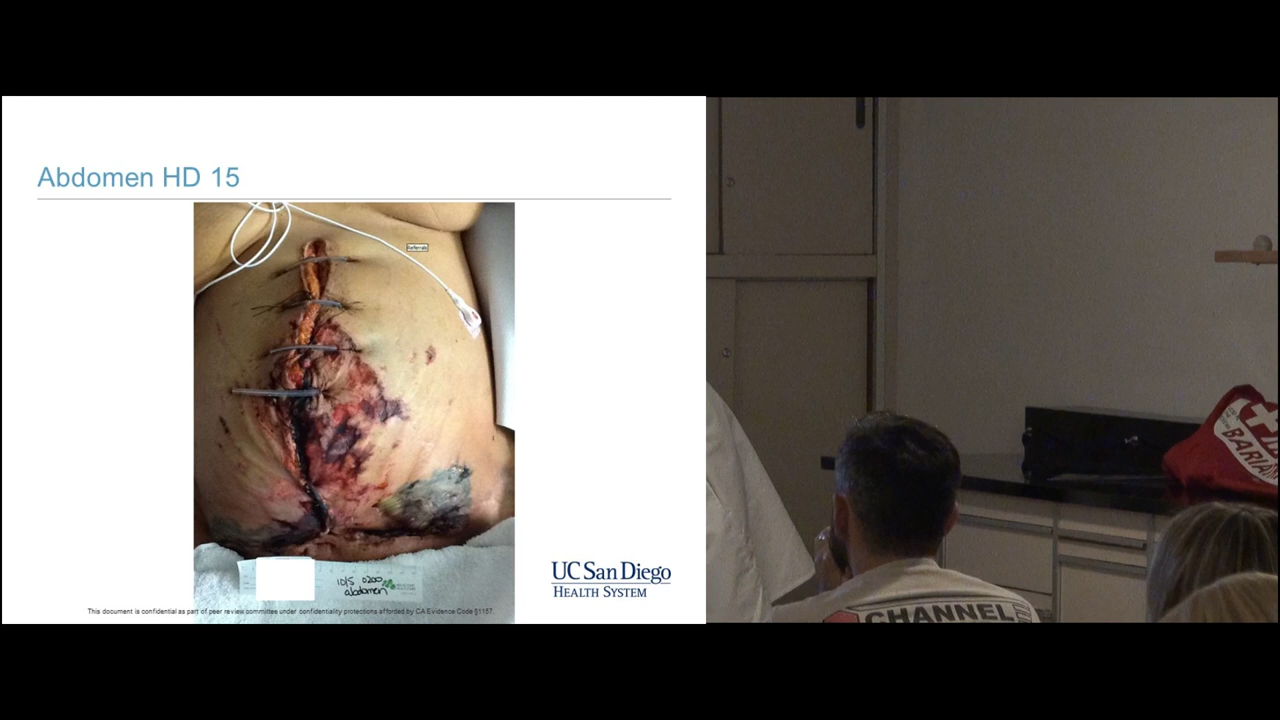 Abdomen HD 15
Referrals
10/5 0200
abdomen
UC San Diego
HEALTH SYSTEM
This document is confidential as part of peer review committee under confidentiality protections afforded by CA Evidence Code §1157.
BARIA
CHANNEL